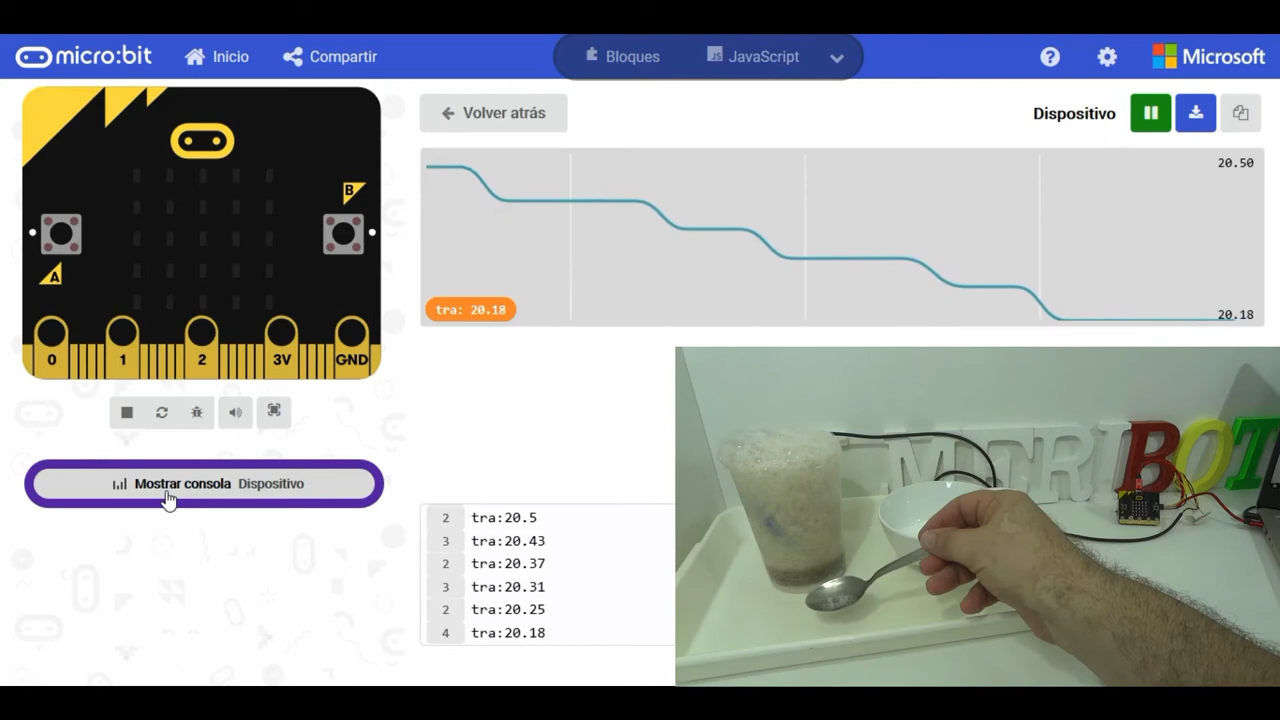 micro:bit
Inicio
Compartir
Bloques
JavaScript
Microsoft
Volver atrás
Dispositivo
20.50
tra: 20.18
20.18
B
A
0 1 2 3V GND
Mostrar consola Dispositivo
2 tra:20.5
3 tra:20.43
2 tra:20.37
3 tra:20.31
2 tra:20.25
4 tra:20.18
MERIBOT